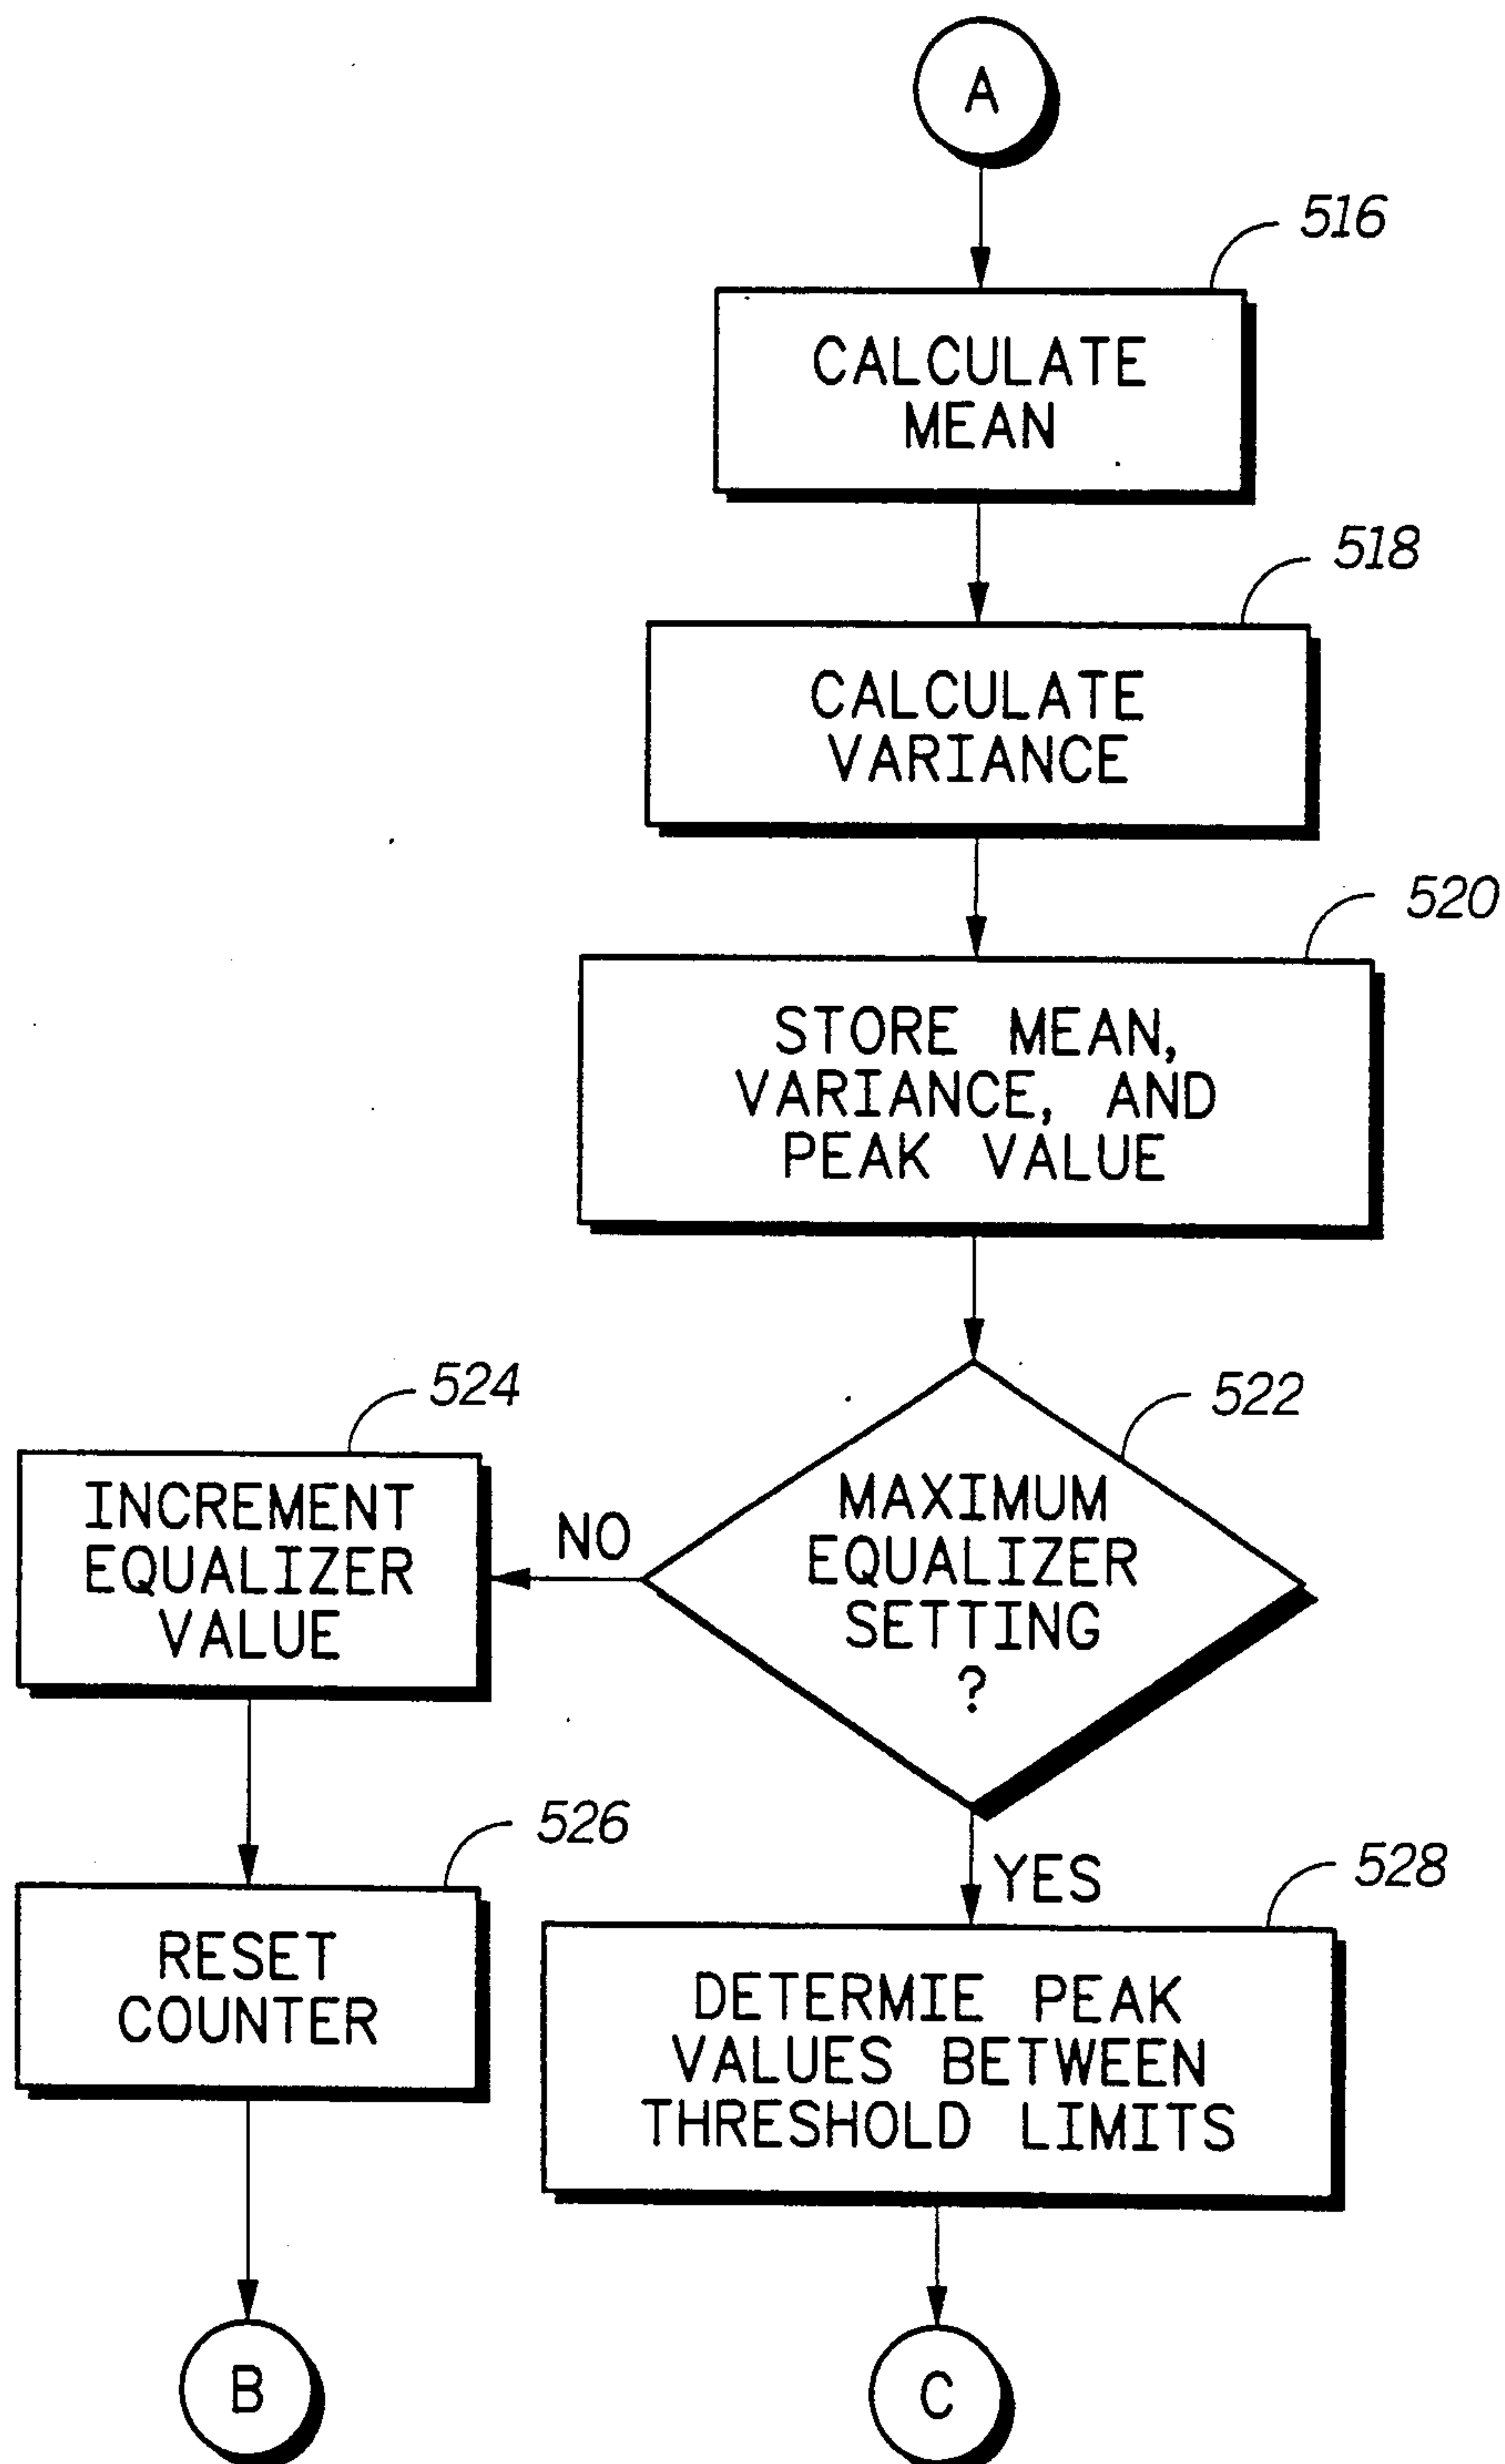 A
516
CALCULATE
MEAN
518
CALCULATE
VARIANCE
520
STORE MEAN,
VARIANCE, AND
PEAK VALUE
522
MAXIMUM
EQUALIZER
SETTING
?
NO
524
INCREMENT
EQUALIZER
VALUE
526
RESET
COUNTER
B
YES
528
DETERMIE PEAK
VALUES BETWEEN
THRESHOLD LIMITS
C